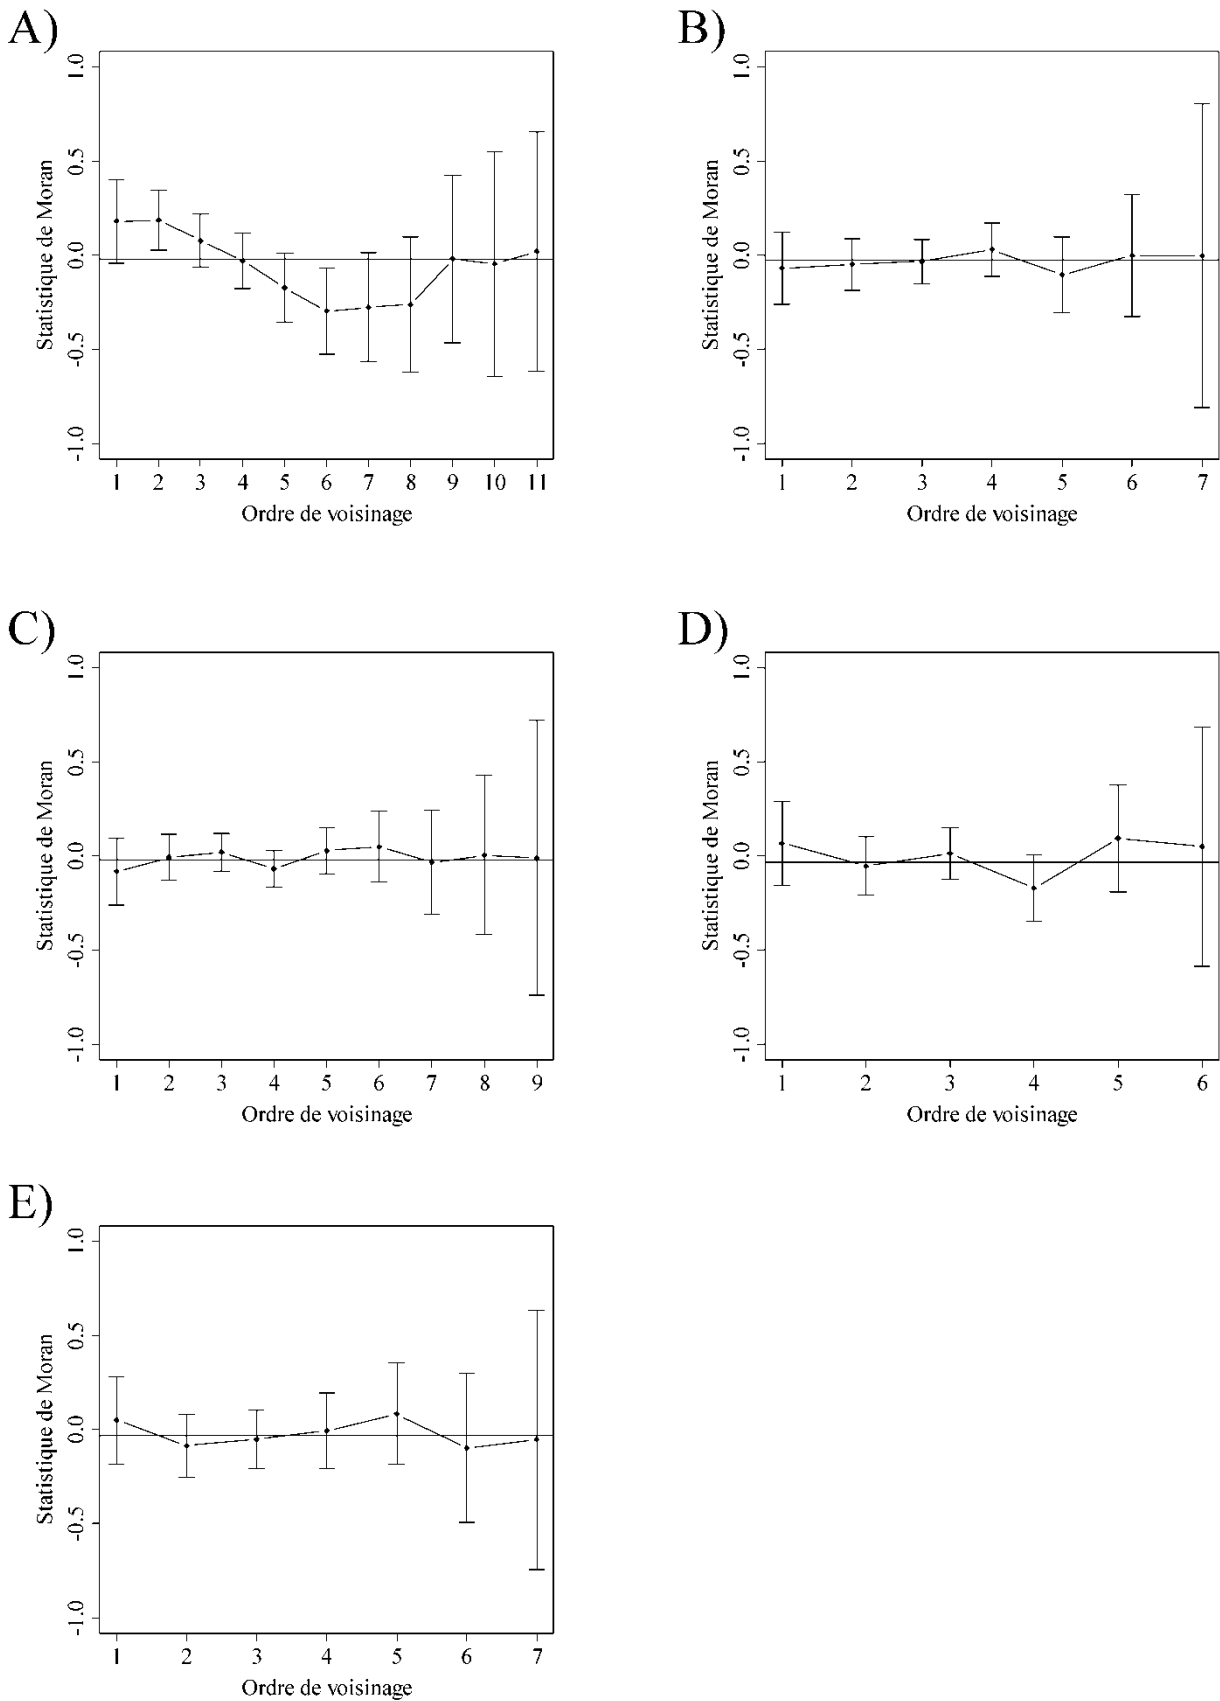 A)
Statistique de Moran
1.0
0.5
0.0
-0.5
-1.0
1 2 3 4 5 6 7 8 9 10 11
Ordre de voisinage
B)
Statistique de Moran
1.0
0.5
0.0
-0.5
-1.0
1 2 3 4 5 6 7
Ordre de voisinage
C)
Statistique de Moran
1.0
0.5
0.0
-0.5
-1.0
1 2 3 4 5 6 7 8 9
Ordre de voisinage
D)
Statistique de Moran
1.0
0.5
0.0
-0.5
-1.0
1 2 3 4 5 6
Ordre de voisinage
E)
Statistique de Moran
1.0
0.5
0.0
-0.5
-1.0
1 2 3 4 5 6 7
Ordre de voisinage